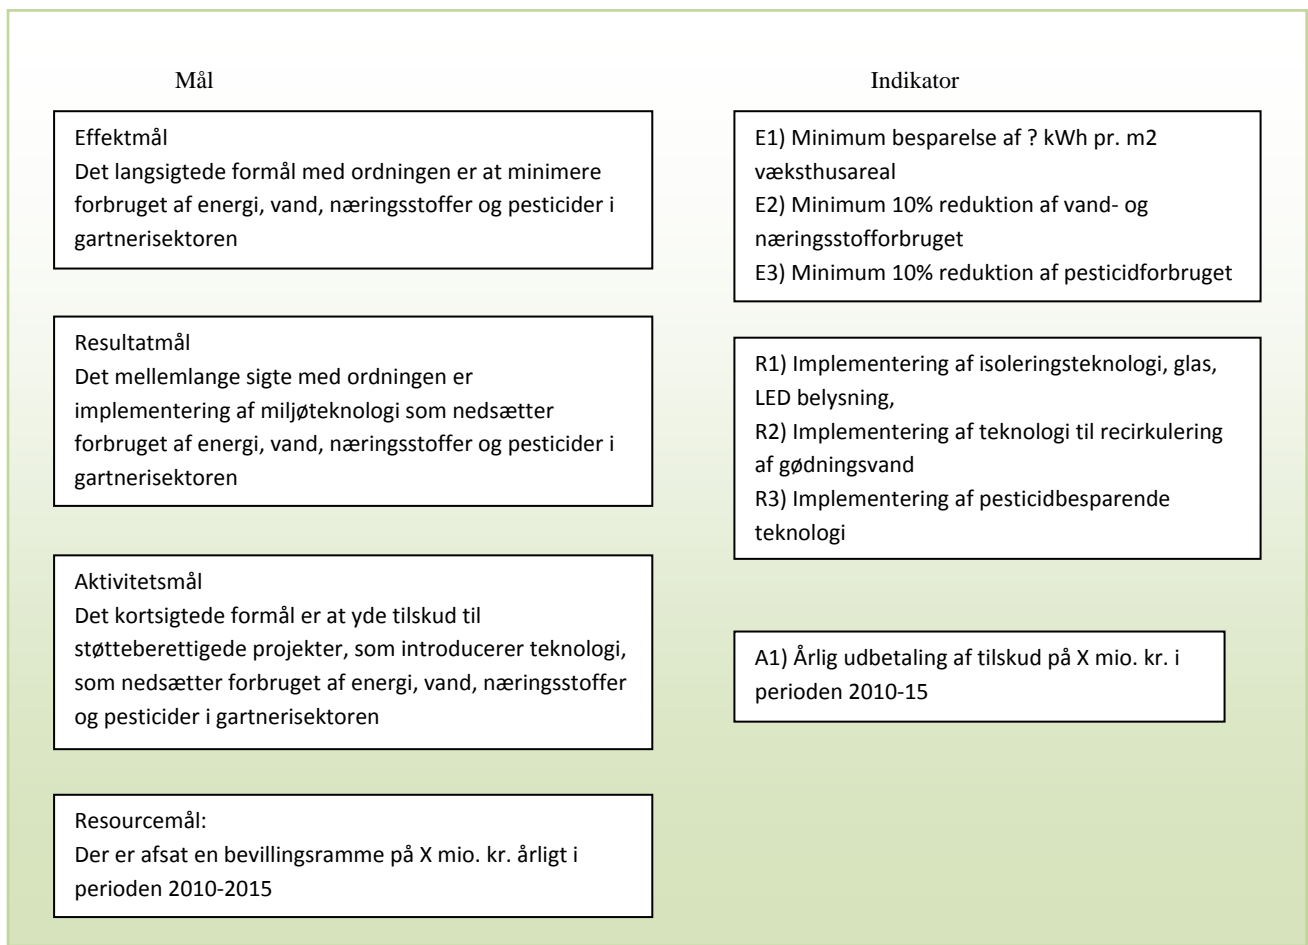 Mål
Indikator
Effektmål
Det langsigtede formål med ordningen er at minimere
forbruget af energi, vand, næringsstoffer og pesticider i
gartnerisektoren
E1) Minimum besparelse af ? kWh pr. m2
væksthusareal
E2) Minimum 10% reduktion af vand- og
næringsstofforbruget
E3) Minimum 10% reduktion af pesticidforbruget
Resultatmål
Det mellemlange sigte med ordningen er
implementering af miljøteknologi som nedsætter
forbruget af energi, vand, næringsstoffer og pesticider i
gartnerisektoren
R1) Implementering af isoleringsteknologi, glas,
LED belysning,
R2) Implementering af teknologi til recirkulering
af gødningsvand
R3) Implementering af pesticidbesparende
teknologi
Aktivitetsmål
Det kortsigtede formål er at yde tilskud til
støtteberettigede projekter, som introducerer teknologi,
som nedsætter forbruget af energi, vand, næringsstoffer
og pesticider i gartnerisektoren
A1) Årlig udbetaling af tilskud på X mio. kr. i
perioden 2010-15
Resourcemål:
Der er afsat en bevillingsramme på X mio. kr. årligt i
perioden 2010-2015